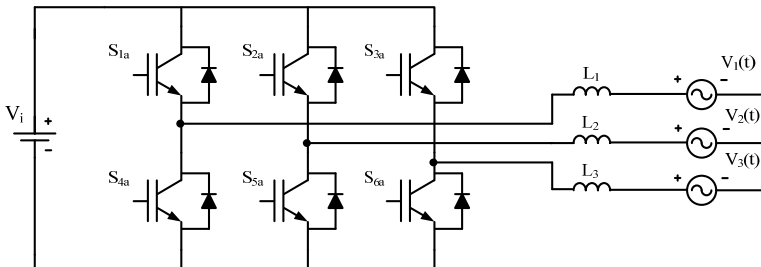 S1a
S2a
S3a
Vi
+
-
L1
+
-
V1(t)
L2
+
-
V2(t)
L3
+
-
V3(t)
S4a
S5a
S6a